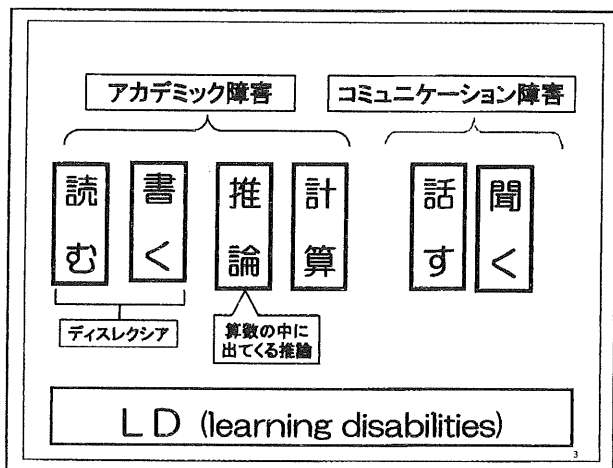 アカデミック障害
コミュニケーション障害
読む
書く
推論
計算
話す
聞く
ディスレクシア
算数の中に
出てくる推論
LD (learning disabilities)
3